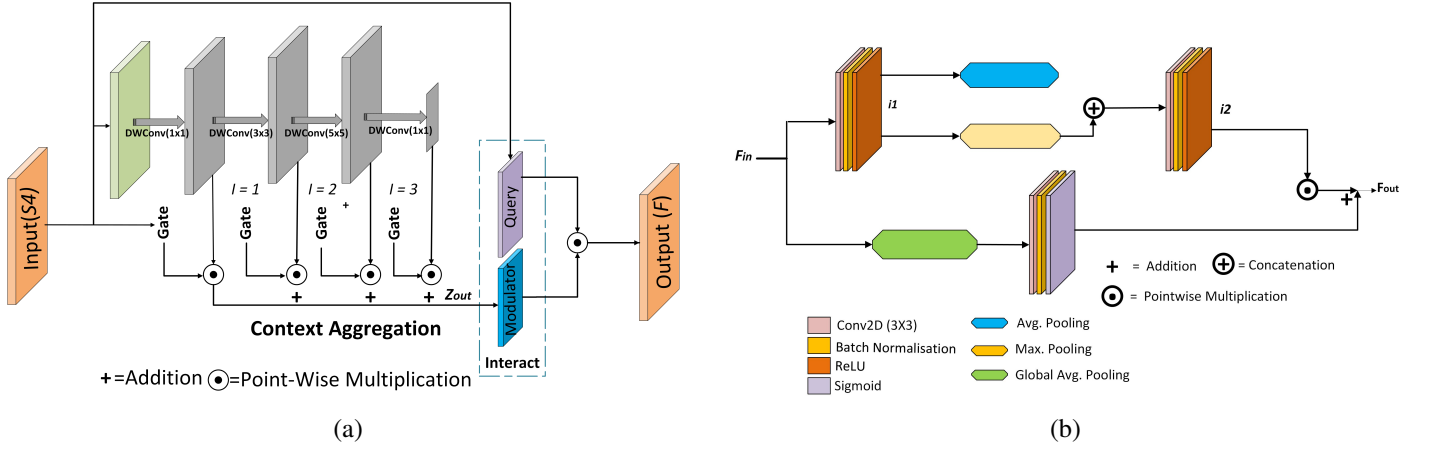 Input(S4)
DWConv(1x1)
DWConv(3x3)
DWConv(5x5)
DWConv(1x1)
l = 1
l = 2
l = 3
+
Gate
Gate
Gate
Gate
+
+
+
Zout
Query
Modulator
Interact
Output (F)
Context Aggregation
+=Addition ⊙=Point-Wise Multiplication
(a)
Fin
i1
i2
Fout
+
+ = Addition ⊕ = Concatenation
⊙ = Pointwise Multiplication
Conv2D (3X3)
Batch Normalisation
ReLU
Sigmoid
Avg. Pooling
Max. Pooling
Global Avg. Pooling
(b)